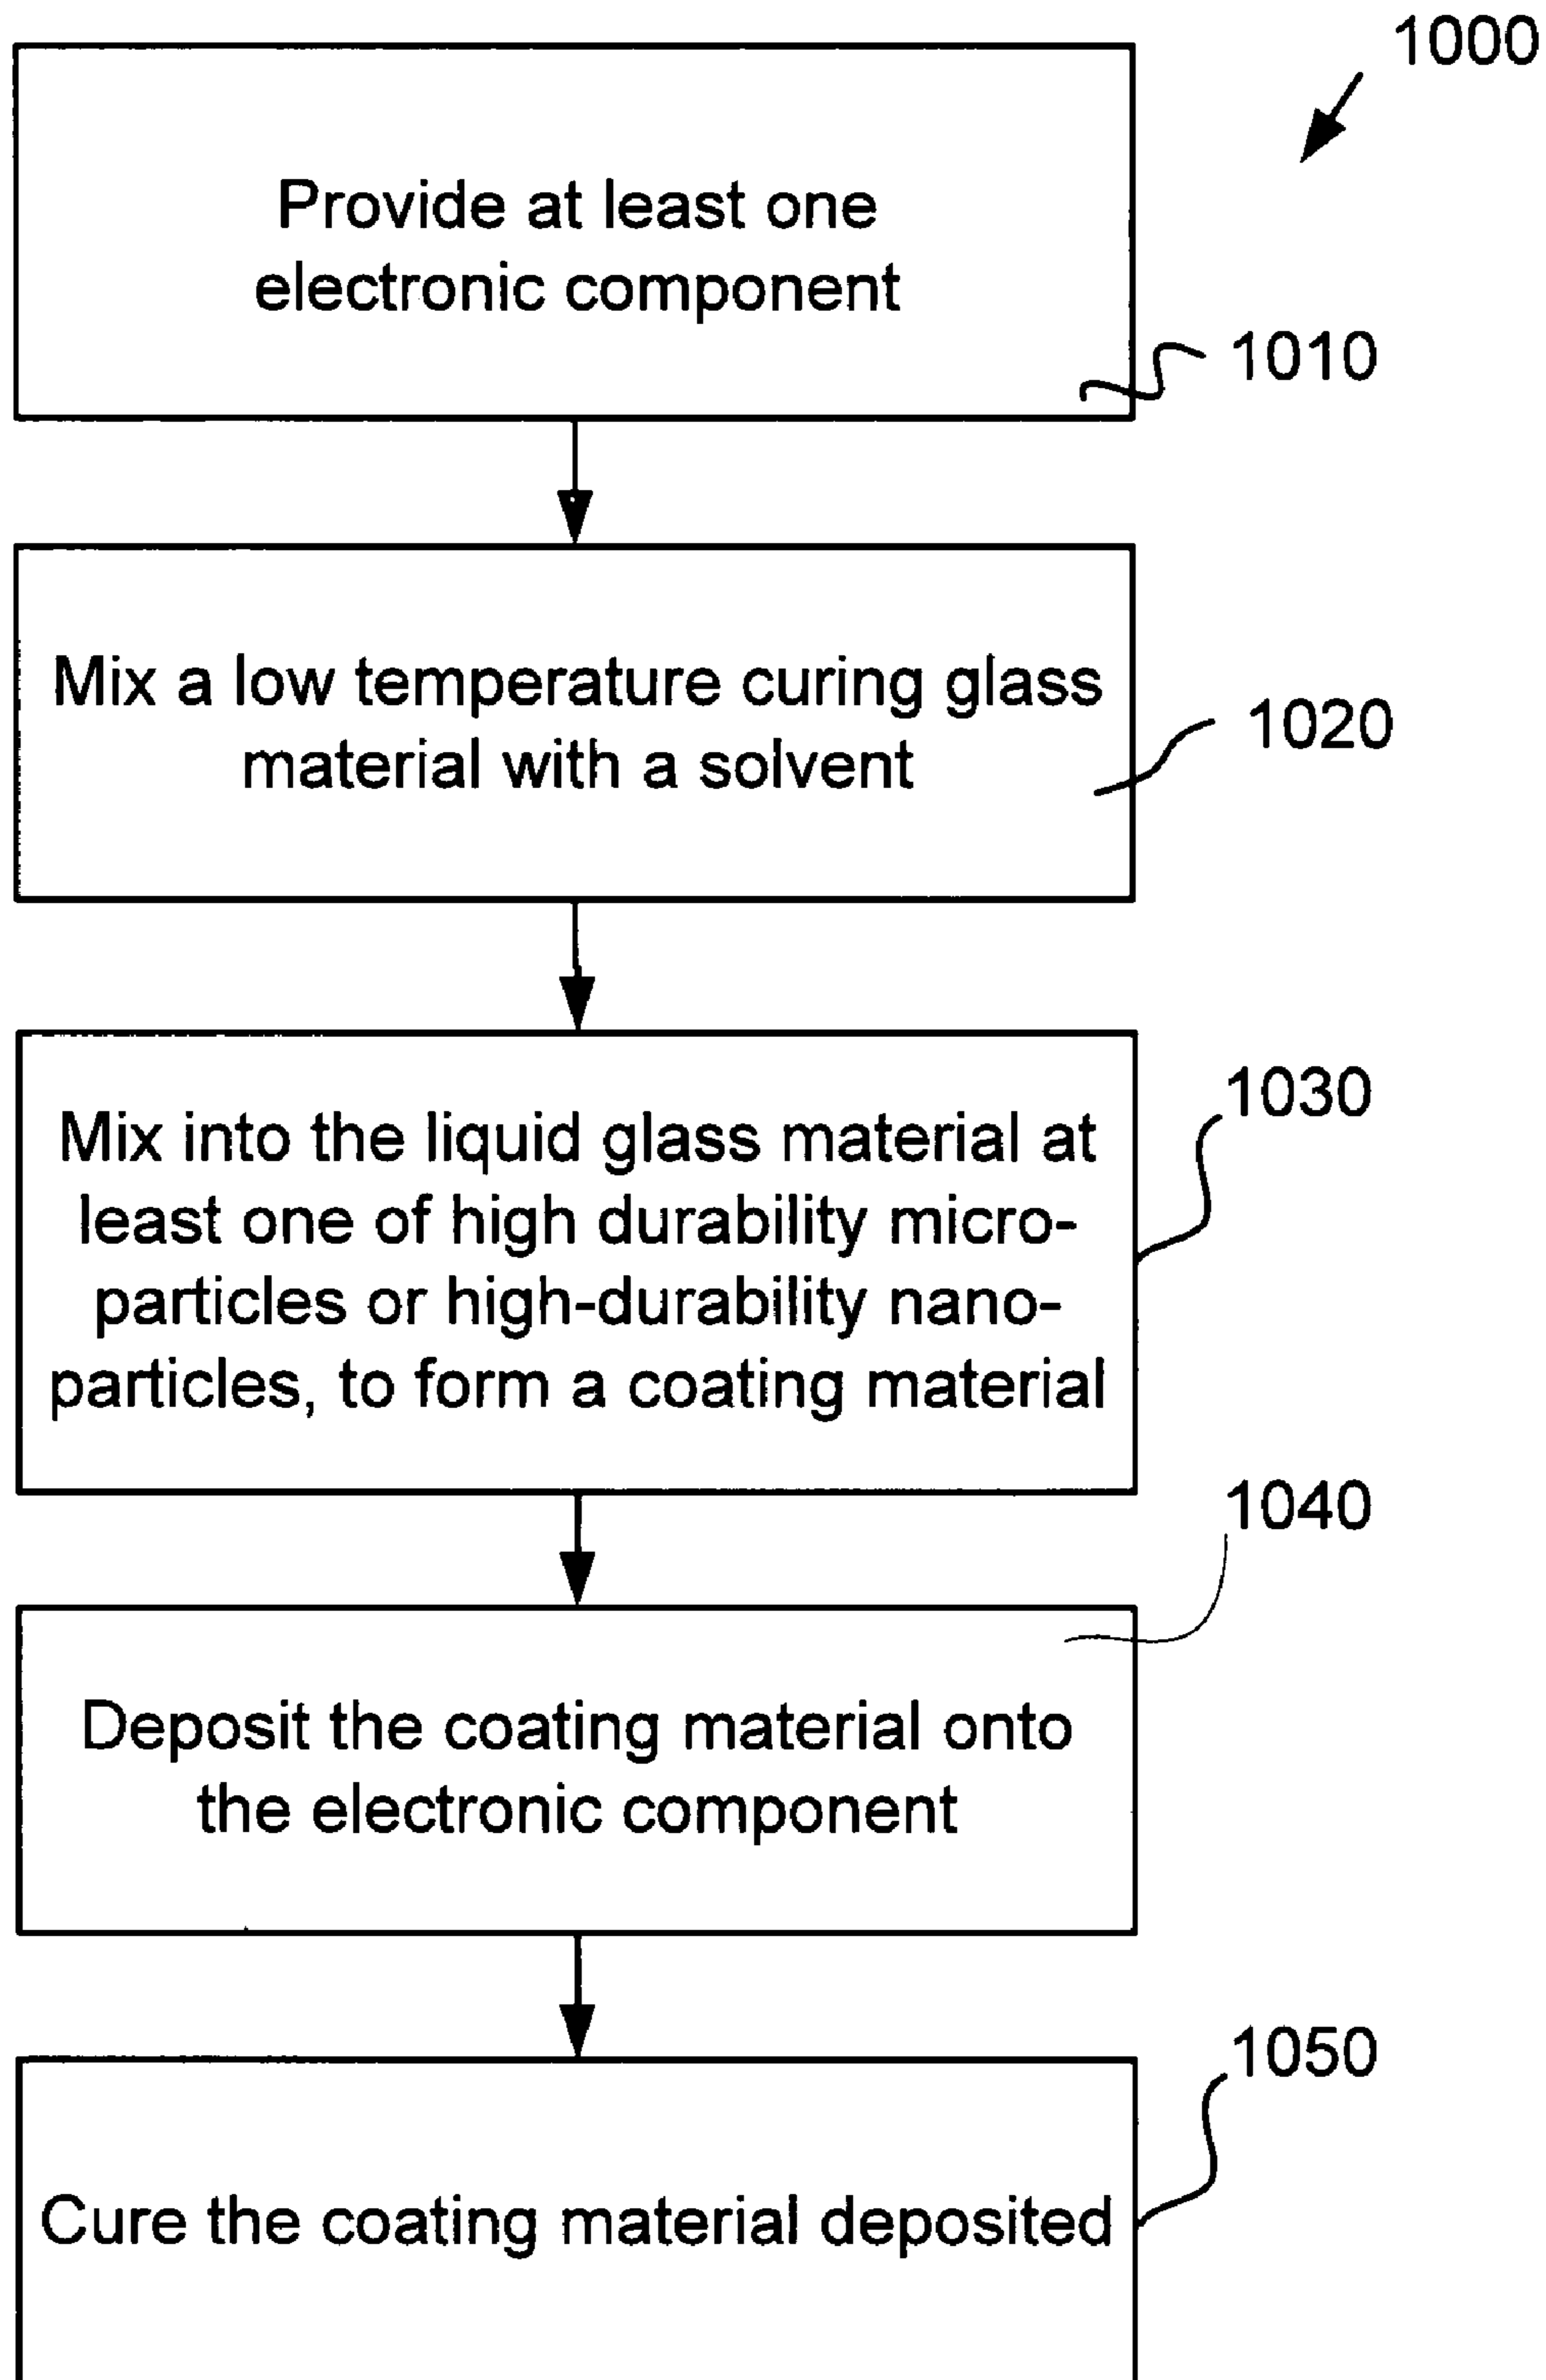 1000
Provide at least one
electronic component
1010
Mix a low temperature curing glass
material with a solvent
1020
Mix into the liquid glass material at
least one of high durability micro-
particles or high-durability nano-
particles, to form a coating material
1030
1040
Deposit the coating material onto
the electronic component
1050
Cure the coating material deposited